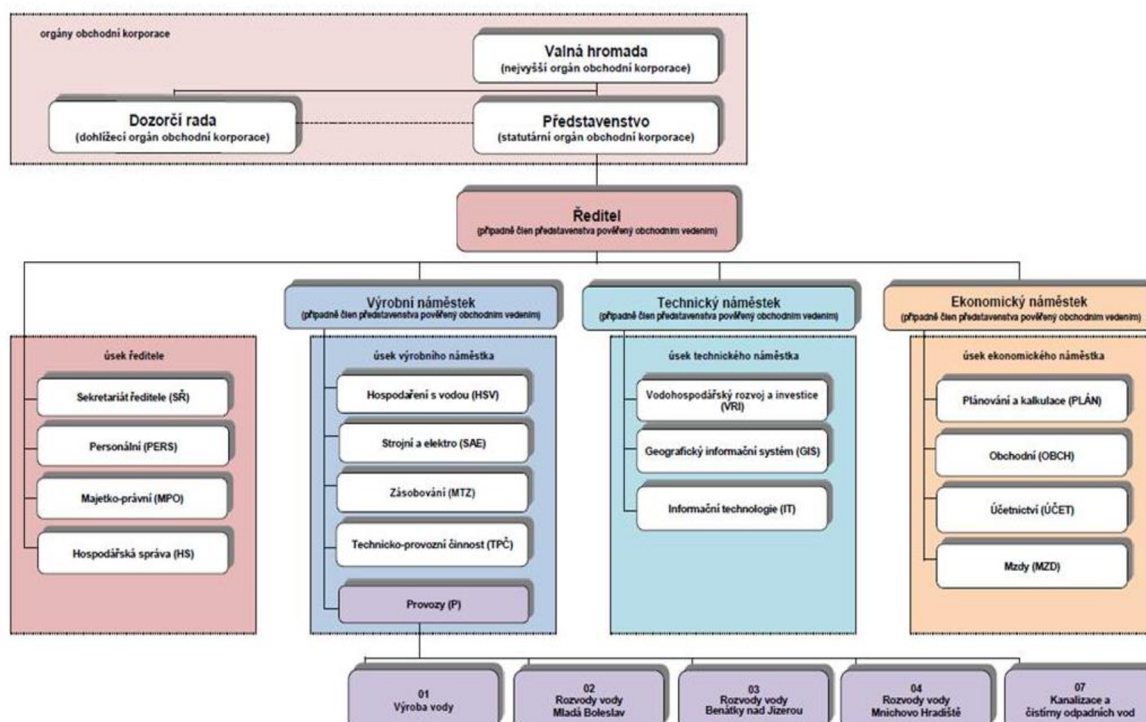 orgány obchodní korporace
Valná hromada
(nejvyšší orgán obchodní korporace)
Dozorčí rada
(dohlížecí orgán obchodní korporace)
Představenstvo
(statutární orgán obchodní korporace)
Ředitel
(případně člen představenstva pověřený obchodním vedením)
Výrobní náměstek
(případně člen představenstva pověřený obchodním vedením)
Technický náměstek
(případně člen představenstva pověřený obchodním vedením)
Ekonomický náměstek
(případně člen představenstva pověřený obchodním vedením)
úsek ředitele
Sekretariát ředitele (SŘ)
Personální (PERS)
Majetko-právní (MPO)
Hospodářská správa (HS)
úsek výrobního náměstka
Hospodaření s vodou (HSV)
Strojní a elektro (SAE)
Zásobování (MTZ)
Technicko-provozní činnost (TPČ)
Provozy (P)
úsek technického náměstka
Vodohospodářský rozvoj a investice
(VRI)
Geografický informační systém (GIS)
Informační technologie (IT)
úsek ekonomického náměstka
Plánování a kalkulace (PLÁN)
Obchodní (OBCH)
Účetnictví (ÚČET)
Mzdy (MZD)
01
Výroba vody
02
Rozvody vody
Mladá Boleslav
03
Rozvody vody
Benátky nad Jizerou
04
Rozvody vody
Mnichovo Hradiště
07
Kanalizace a
čistírny odpadních vod